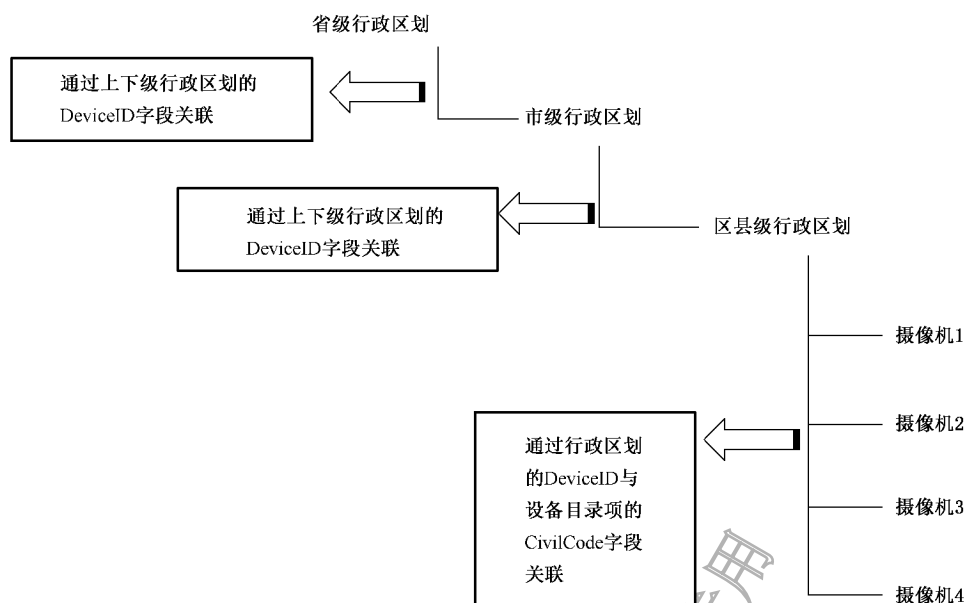 省级行政区划
通过上下级行政区划的
DeviceID字段关联
市级行政区划
通过上下级行政区划的
DeviceID字段关联
区县级行政区划
摄像机1
摄像机2
通过行政区划
的DeviceID与
设备目录项的
CivilCode字段
关联
摄像机3
摄像机4
用